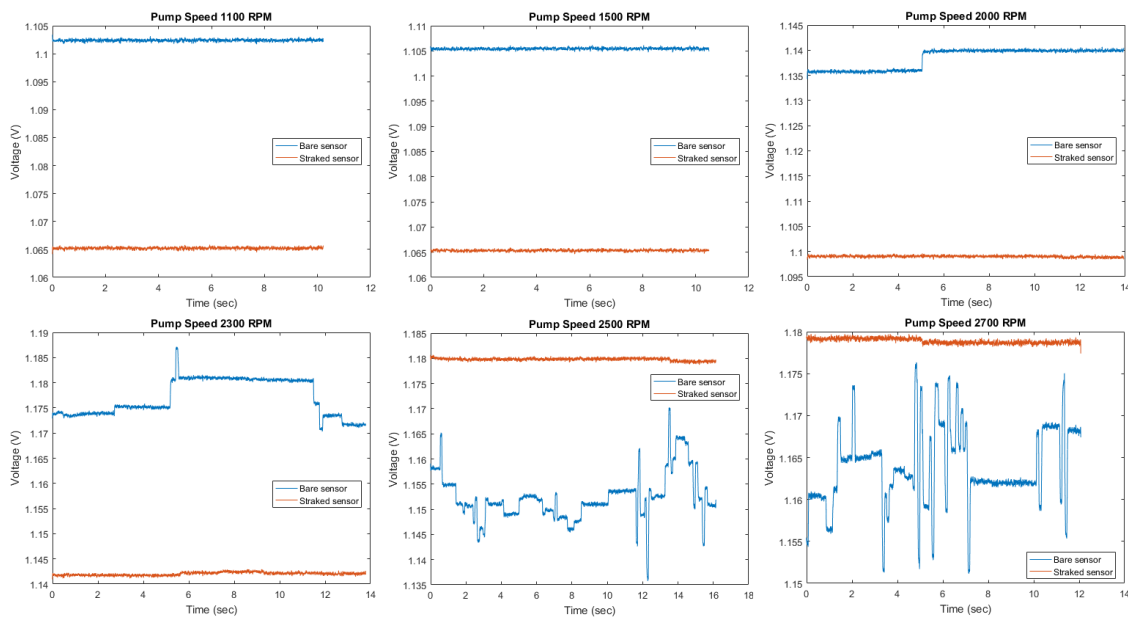 Pump Speed 1100 RPM
1.105
1.1
1.095
1.09
1.085
1.08
1.075
1.07
1.065
1.06
Voltage (V)
Bare sensor
Straked sensor
0 2 4 6 8 10 12
Time (sec)
Pump Speed 1500 RPM
1.11
1.105
1.1
1.095
1.09
1.085
1.08
1.075
1.07
1.065
1.06
Voltage (V)
Bare sensor
Straked sensor
0 2 4 6 8 10 12
Time (sec)
Pump Speed 2000 RPM
1.145
1.140
1.135
1.13
1.125
1.12
1.115
1.11
1.105
1.1
1.095
Voltage (V)
Bare sensor
Straked sensor
0 2 4 6 8 10 12 14
Time (sec)
Pump Speed 2300 RPM
1.19
1.185
1.18
1.175
1.17
1.165
1.16
1.155
1.15
1.145
1.14
Voltage (V)
Bare sensor
Straked sensor
0 2 4 6 8 10 12 14
Time (sec)
Pump Speed 2500 RPM
1.185
1.18
1.175
1.17
1.165
1.16
1.155
1.15
1.145
1.14
1.135
Voltage (V)
Bare sensor
Straked sensor
0 2 4 6 8 10 12 14 16 18
Time (sec)
Pump Speed 2700 RPM
1.18
1.175
1.17
1.165
1.16
1.155
1.15
Voltage (V)
Bare sensor
Straked sensor
0 2 4 6 8 10 12 14
Time (sec)